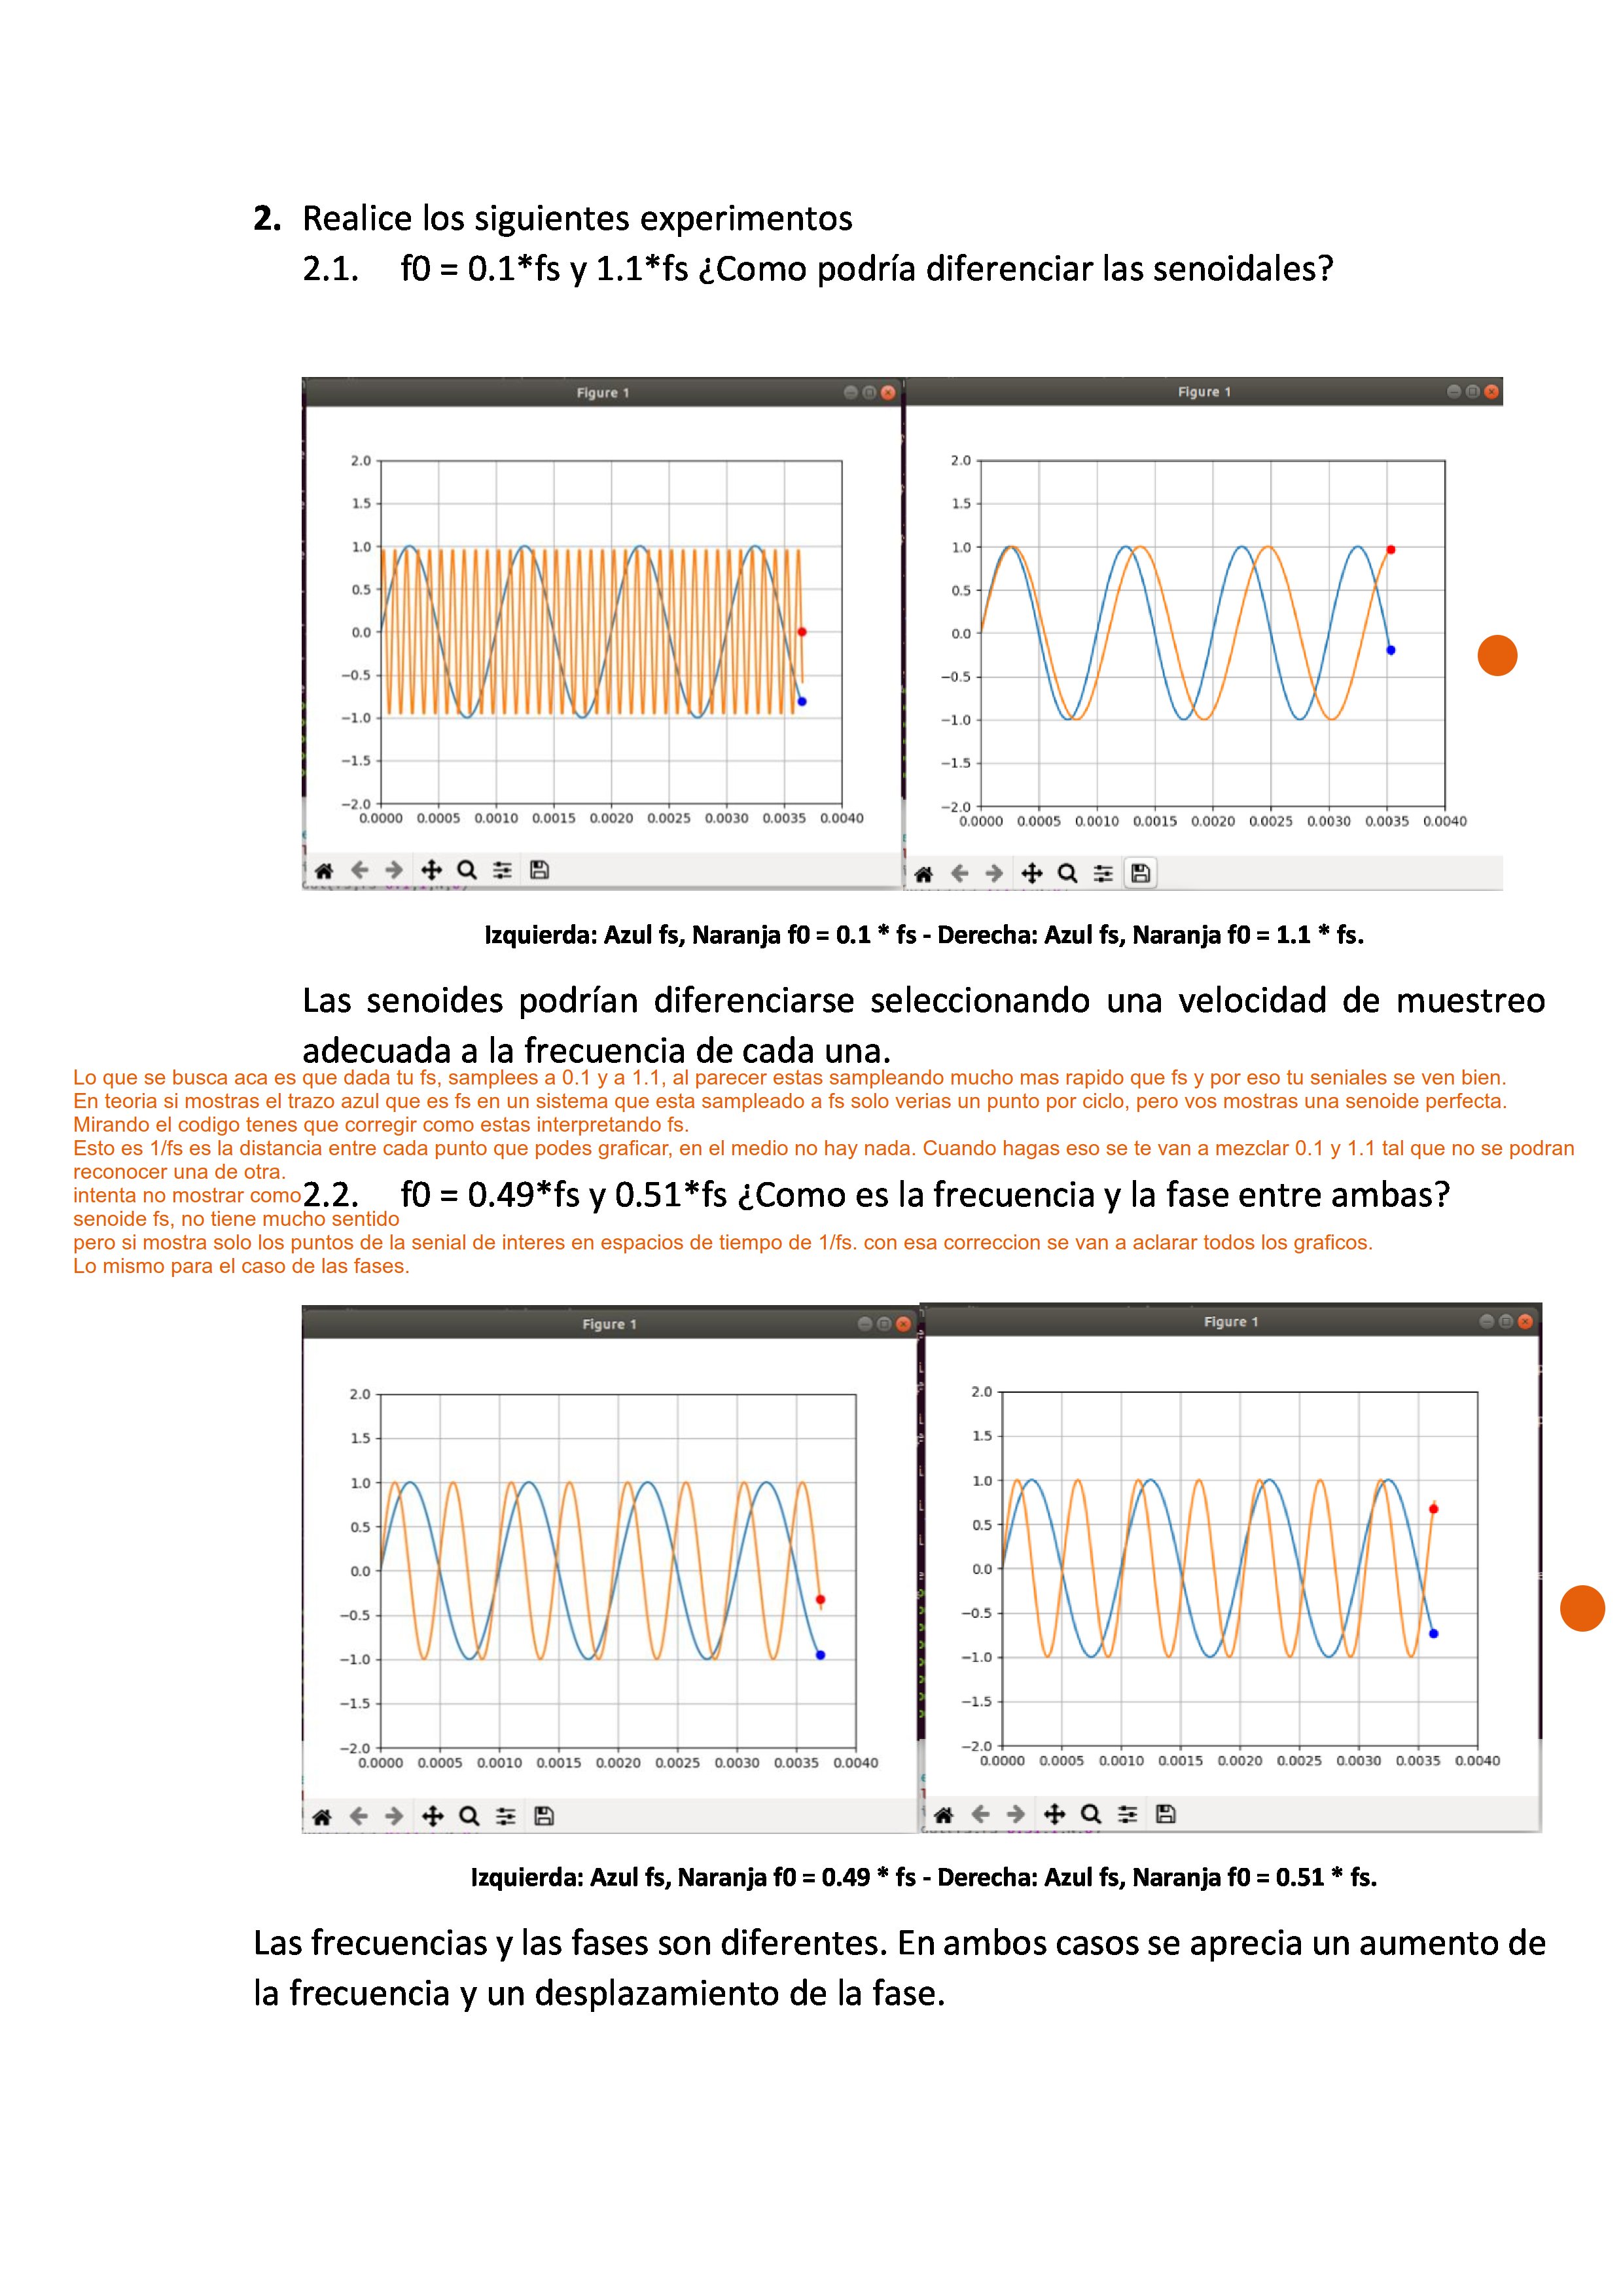 2. Realice los siguientes experimentos
2.1. f0 = 0.1*fs y 1.1*fs ¿Como podría diferenciar las senoidales?
Figure 1
2.0
1.5
1.0
0.5
0.0
−0.5
−1.0
−1.5
−2.0
0.0000 0.0005 0.0010 0.0015 0.0020 0.0025 0.0030 0.0035 0.0040
Figure 1
2.0
1.5
1.0
0.5
0.0
−0.5
−1.0
−1.5
−2.0
0.0000 0.0005 0.0010 0.0015 0.0020 0.0025 0.0030 0.0035 0.0040
Izquierda: Azul fs, Naranja f0 = 0.1 * fs - Derecha: Azul fs, Naranja f0 = 1.1 * fs.
Las senoides podrían diferenciarse seleccionando una velocidad de muestreo
adecuada a la frecuencia de cada una.
Lo que se busca aca es que dada tu fs, samplees a 0.1 y a 1.1, al parecer estas sampleando mucho mas rapido que fs y por eso tu seniales se ven bien.
En teoria si mostras el trazo azul que es fs en un sistema que esta sampleado a fs solo verias un punto por ciclo, pero vos mostras una senoide perfecta.
Mirando el codigo tenes que corregir como estas interpretando fs.
Esto es 1/fs es la distancia entre cada punto que podes graficar, en el medio no hay nada. Cuando hagas eso se te van a mezclar 0.1 y 1.1 tal que no se podran
reconocer una de otra.
intenta no mostrar como
2.2. f0 = 0.49*fs y 0.51*fs ¿Como es la frecuencia y la fase entre ambas?
senoide fs, no tiene mucho sentido
pero si mostra solo los puntos de la senial de interes en espacios de tiempo de 1/fs. con esa correccion se van a aclarar todos los graficos.
Lo mismo para el caso de las fases.
Figure 1
2.0
1.5
1.0
0.5
0.0
−0.5
−1.0
−1.5
−2.0
0.0000 0.0005 0.0010 0.0015 0.0020 0.0025 0.0030 0.0035 0.0040
Figure 1
2.0
1.5
1.0
0.5
0.0
−0.5
−1.0
−1.5
−2.0
0.0000 0.0005 0.0010 0.0015 0.0020 0.0025 0.0030 0.0035 0.0040
Izquierda: Azul fs, Naranja f0 = 0.49 * fs - Derecha: Azul fs, Naranja f0 = 0.51 * fs.
Las frecuencias y las fases son diferentes. En ambos casos se aprecia un aumento de
la frecuencia y un desplazamiento de la fase.